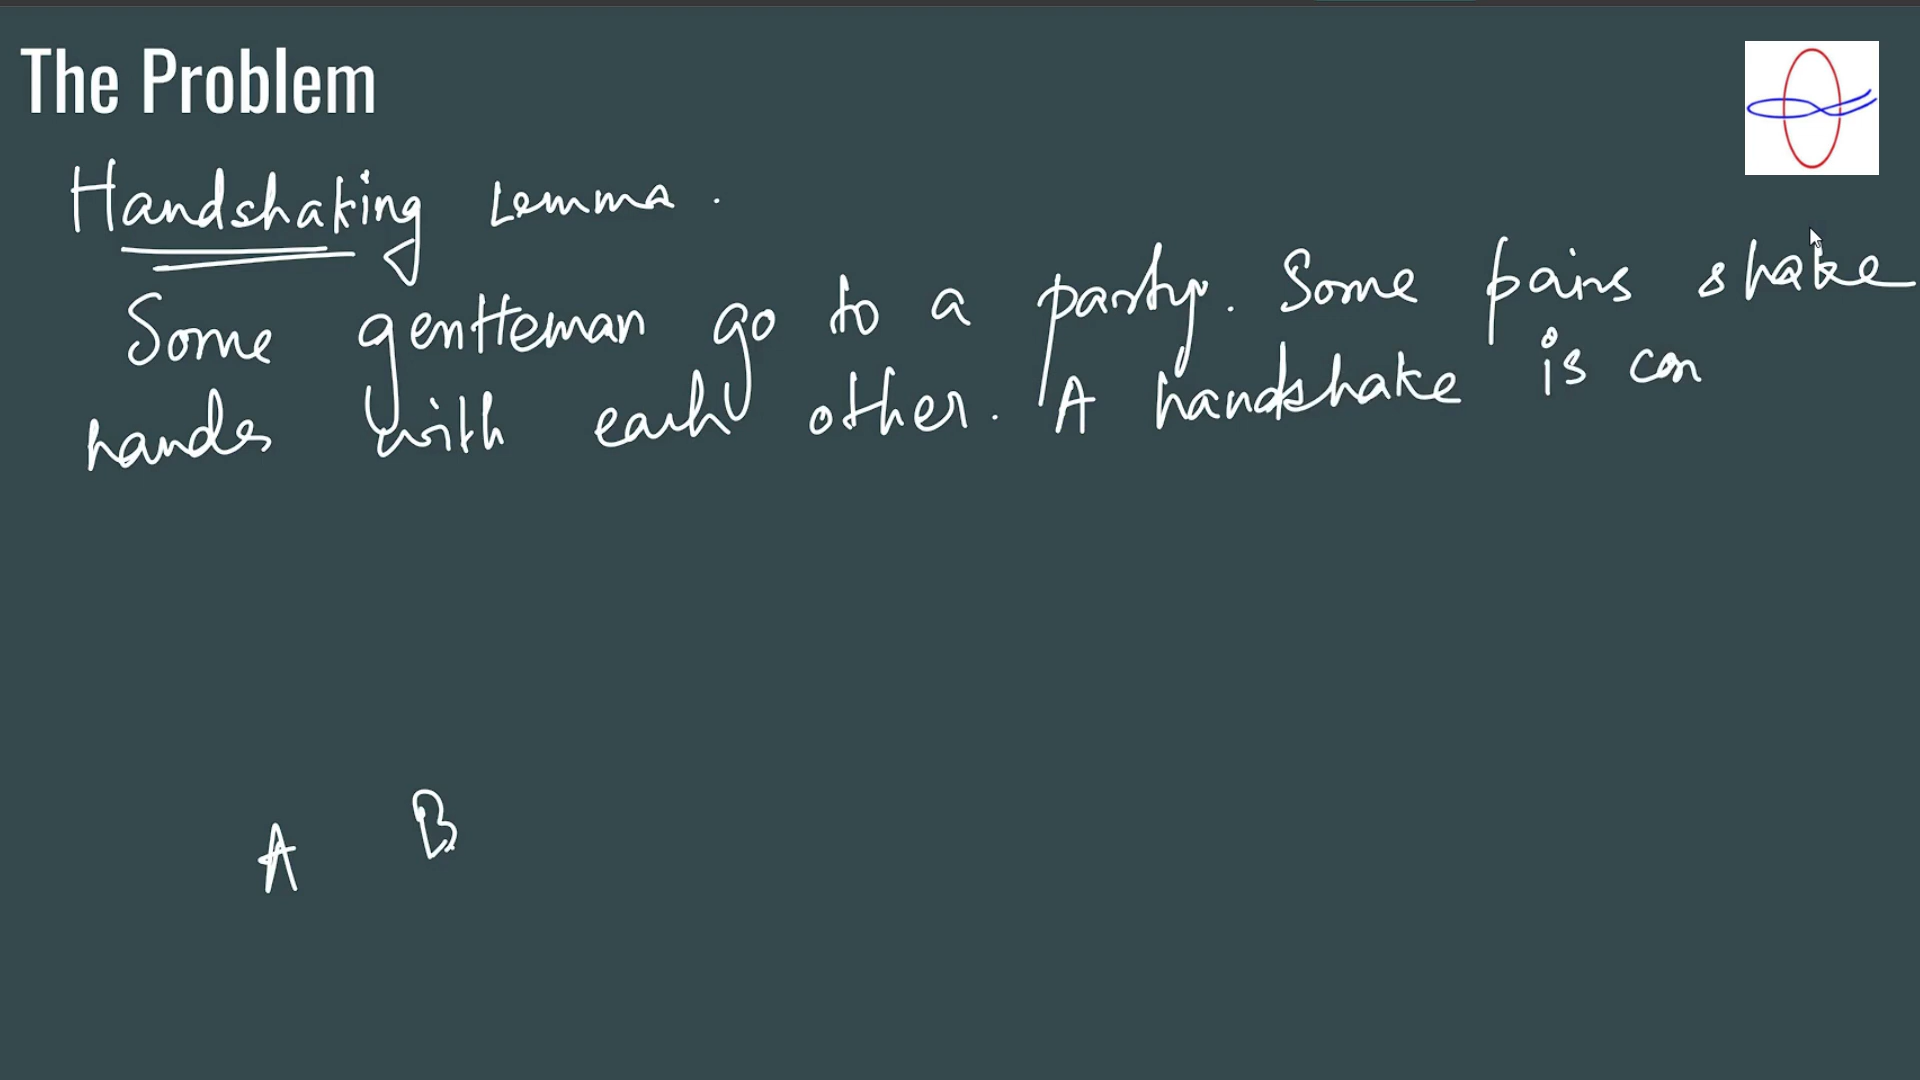 The Problem
Handshaking Lemma.
Some gentleman go to a party. Some pairs shake
hands with each other. A handshake is con
A B